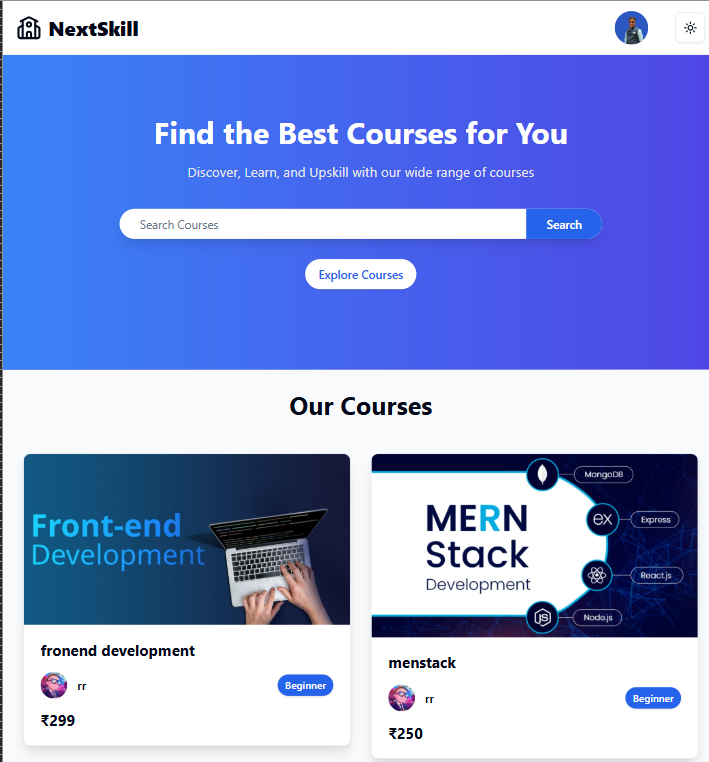 NextSkill
Find the Best Courses for You
Discover, Learn, and Upskill with our wide range of courses
Search Courses
Search
Explore Courses
Our Courses
Front-end
Development
fronend development
rr
Beginner
₹299
MERN
Stack
Development
MongoDB
ex
Express
React.js
Node.js
menstack
rr
Beginner
₹250